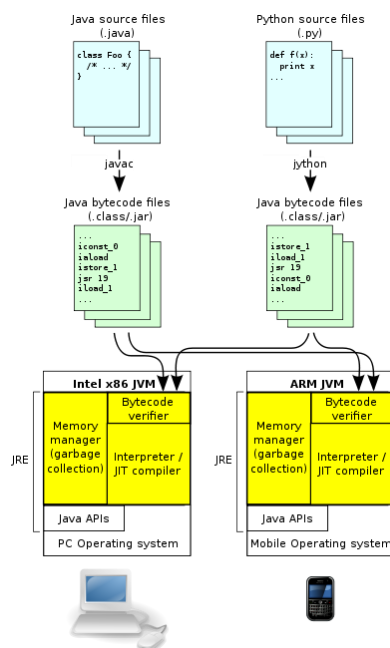 Java source files
(.java)
class Foo {
/* ... */
}
javac
Java bytecode files
(.class/.jar)
...
iconst_0
iaload
istore_1
jsr 19
iload_1
...
Python source files
(.py)
def f(x):
print x
...
jython
Java bytecode files
(.class/.jar)
...
istore_1
iload_1
jsr 19
iconst_0
iaload
...
Intel x86 JVM
JRE
Memory
manager
(garbage
collection)
Bytecode
verifier
Interpreter /
JIT compiler
Java APIs
PC Operating system
ARM JVM
JRE
Memory
manager
(garbage
collection)
Bytecode
verifier
Interpreter /
JIT compiler
Java APIs
Mobile Operating system